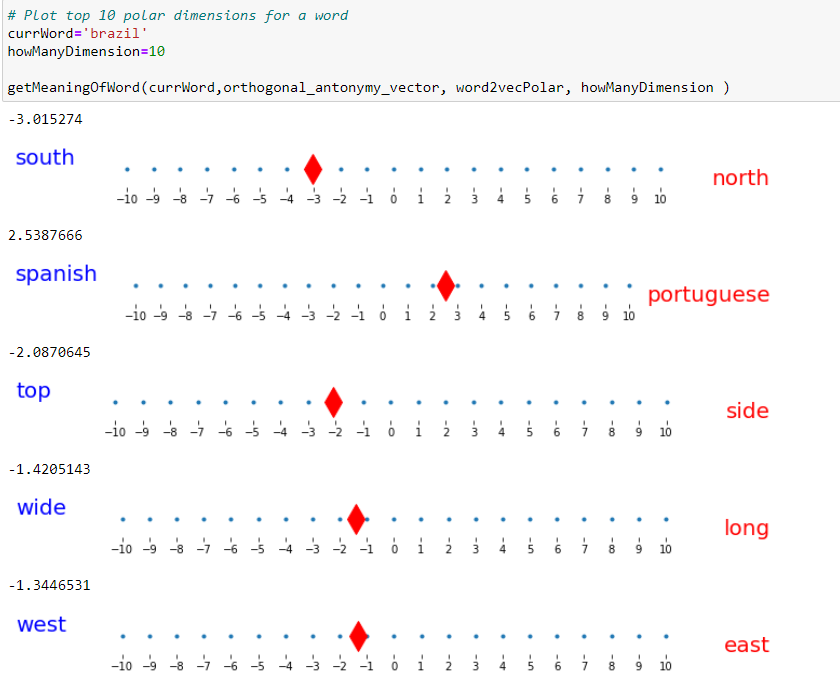 # Plot top 10 polar dimensions for a word
currWord='brazil'
howManyDimension=10
getMeaningOfWord(currWord,orthogonal_antonymy_vector, word2vecPolar, howManyDimension )
-3.015274
south
north
−10 −9 −8 −7 −6 −5 −4 −3 −2 −1 0 1 2 3 4 5 6 7 8 9 10
2.5387666
spanish
portuguese
−10 −9 −8 −7 −6 −5 −4 −3 −2 −1 0 1 2 3 4 5 6 7 8 9 10
-2.0870645
top
side
−10 −9 −8 −7 −6 −5 −4 −3 −2 −1 0 1 2 3 4 5 6 7 8 9 10
-1.4205143
wide
long
−10 −9 −8 −7 −6 −5 −4 −3 −2 −1 0 1 2 3 4 5 6 7 8 9 10
-1.3446531
west
east
−10 −9 −8 −7 −6 −5 −4 −3 −2 −1 0 1 2 3 4 5 6 7 8 9 10